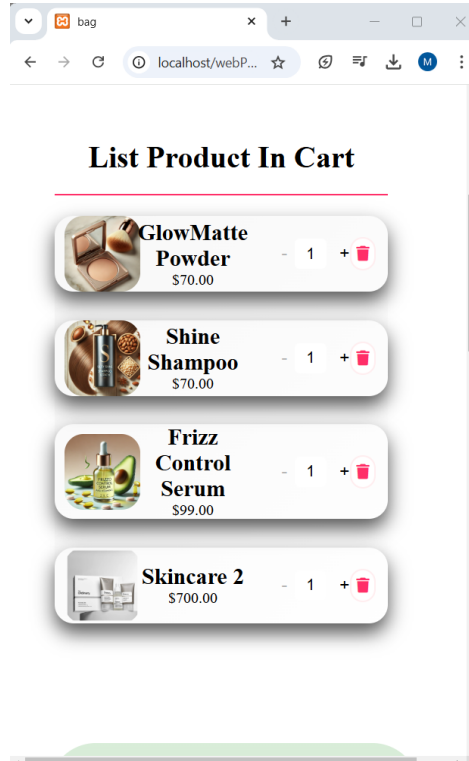 bag
localhost/webP...
M
List Product In Cart
GlowMatte
Powder
$70.00
- 1 +
Shine
Shampoo
$70.00
- 1 +
Frizz
Control
Serum
$99.00
- 1 +
Skincare 2
$700.00
- 1 +